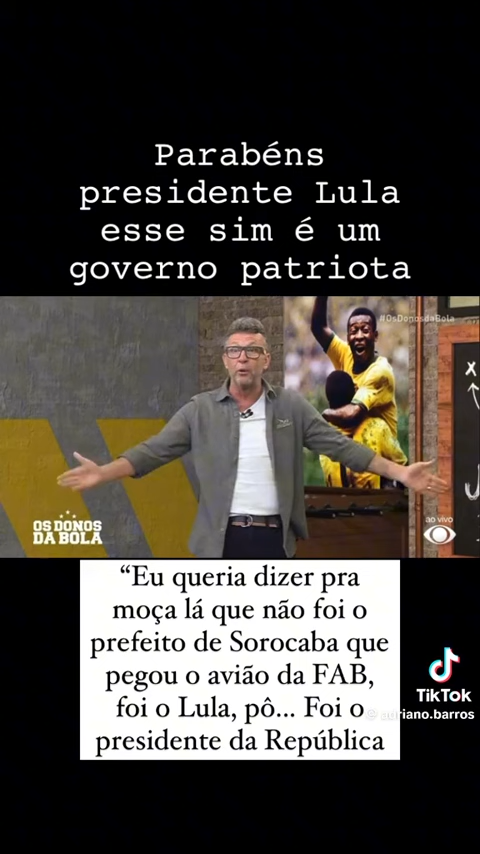 Parabéns
presidente Lula
esse sim é um
governo patriota
#OsDonosdaBola
X
OS DONOS
DA BOLA
ao vivo
“Eu queria dizer pra
moça lá que não foi o
prefeito de Sorocaba que
pegou o avião da FAB,
foi o Lula, pô... Foi o
presidente da República
TikTok